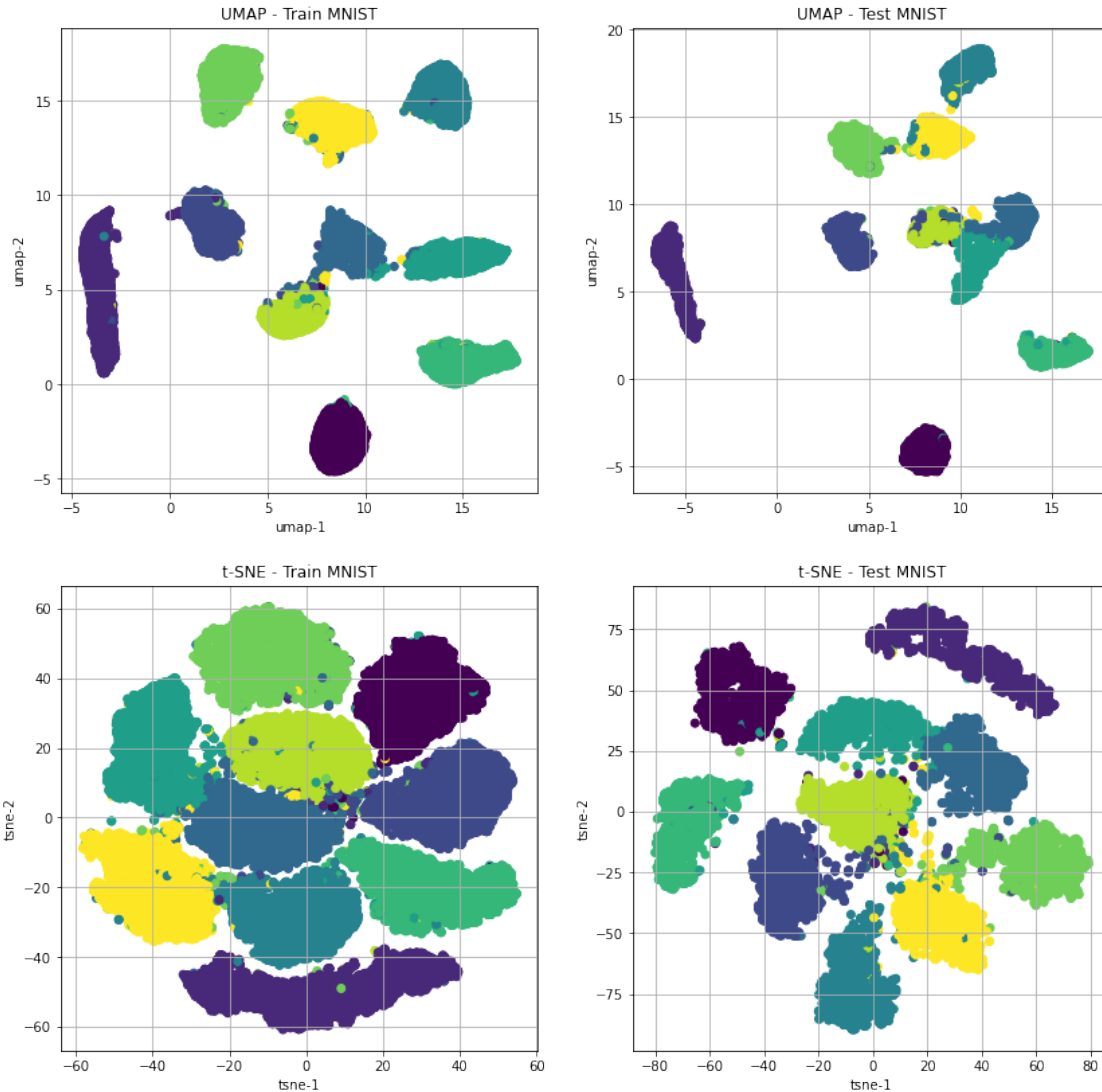 UMAP - Train MNIST
15
10
5
0
−5
umap-2
−5 0 5 10 15
umap-1
UMAP - Test MNIST
20
15
10
5
0
−5
umap-2
−5 0 5 10 15
umap-1
t-SNE - Train MNIST
60
40
20
0
−20
−40
−60
tsne-2
−60 −40 −20 0 20 40 60
tsne-1
t-SNE - Test MNIST
75
50
25
0
−25
−50
−75
tsne-2
−80 −60 −40 −20 0 20 40 60 80
tsne-1